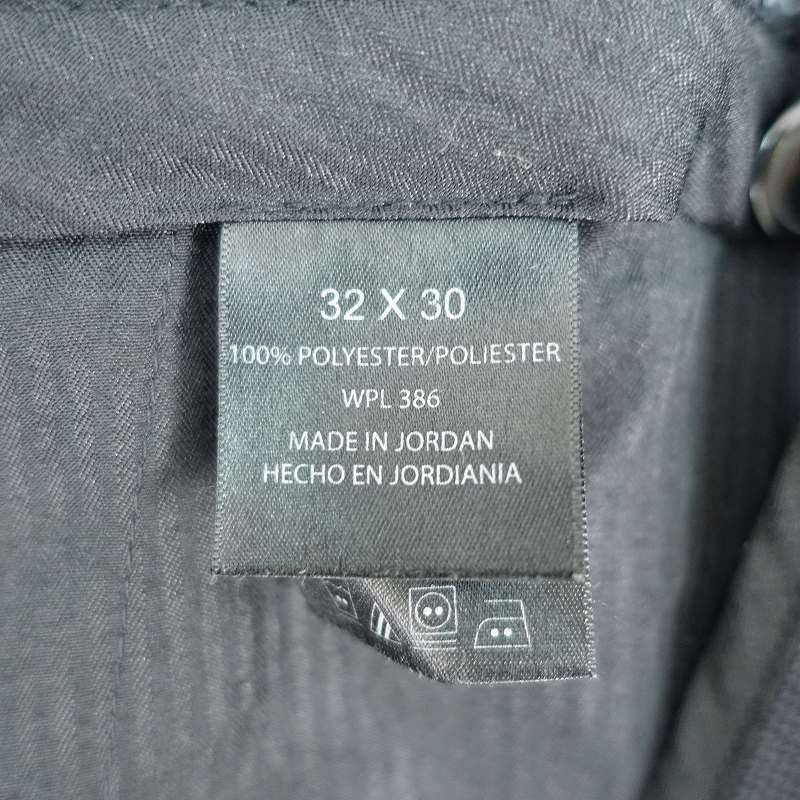 32 X 30
100% POLYESTER/POLIESTER
WPL 386
MADE IN JORDAN
HECHO EN JORDIANIA